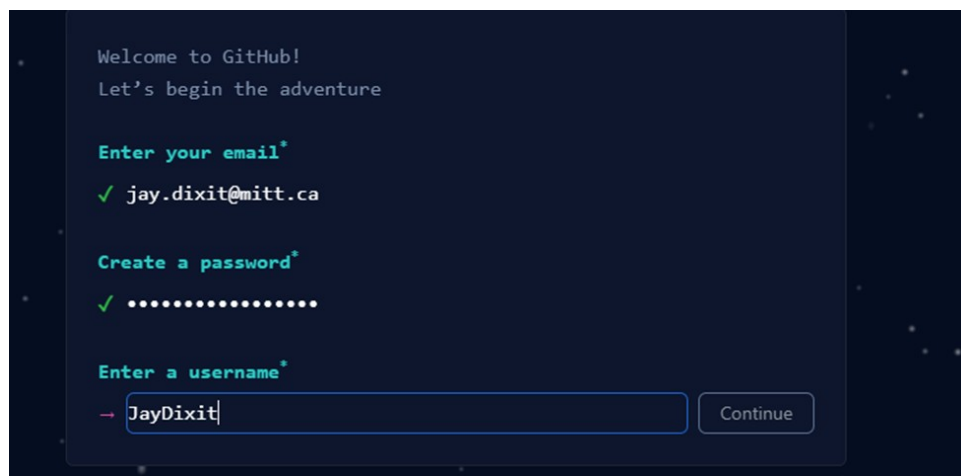 Welcome to GitHub!
Let’s begin the adventure
Enter your email*
✓ jay.dixit@mitt.ca
Create a password*
✓ •••••••••••••••••
Enter a username*
→ JayDixit Continue